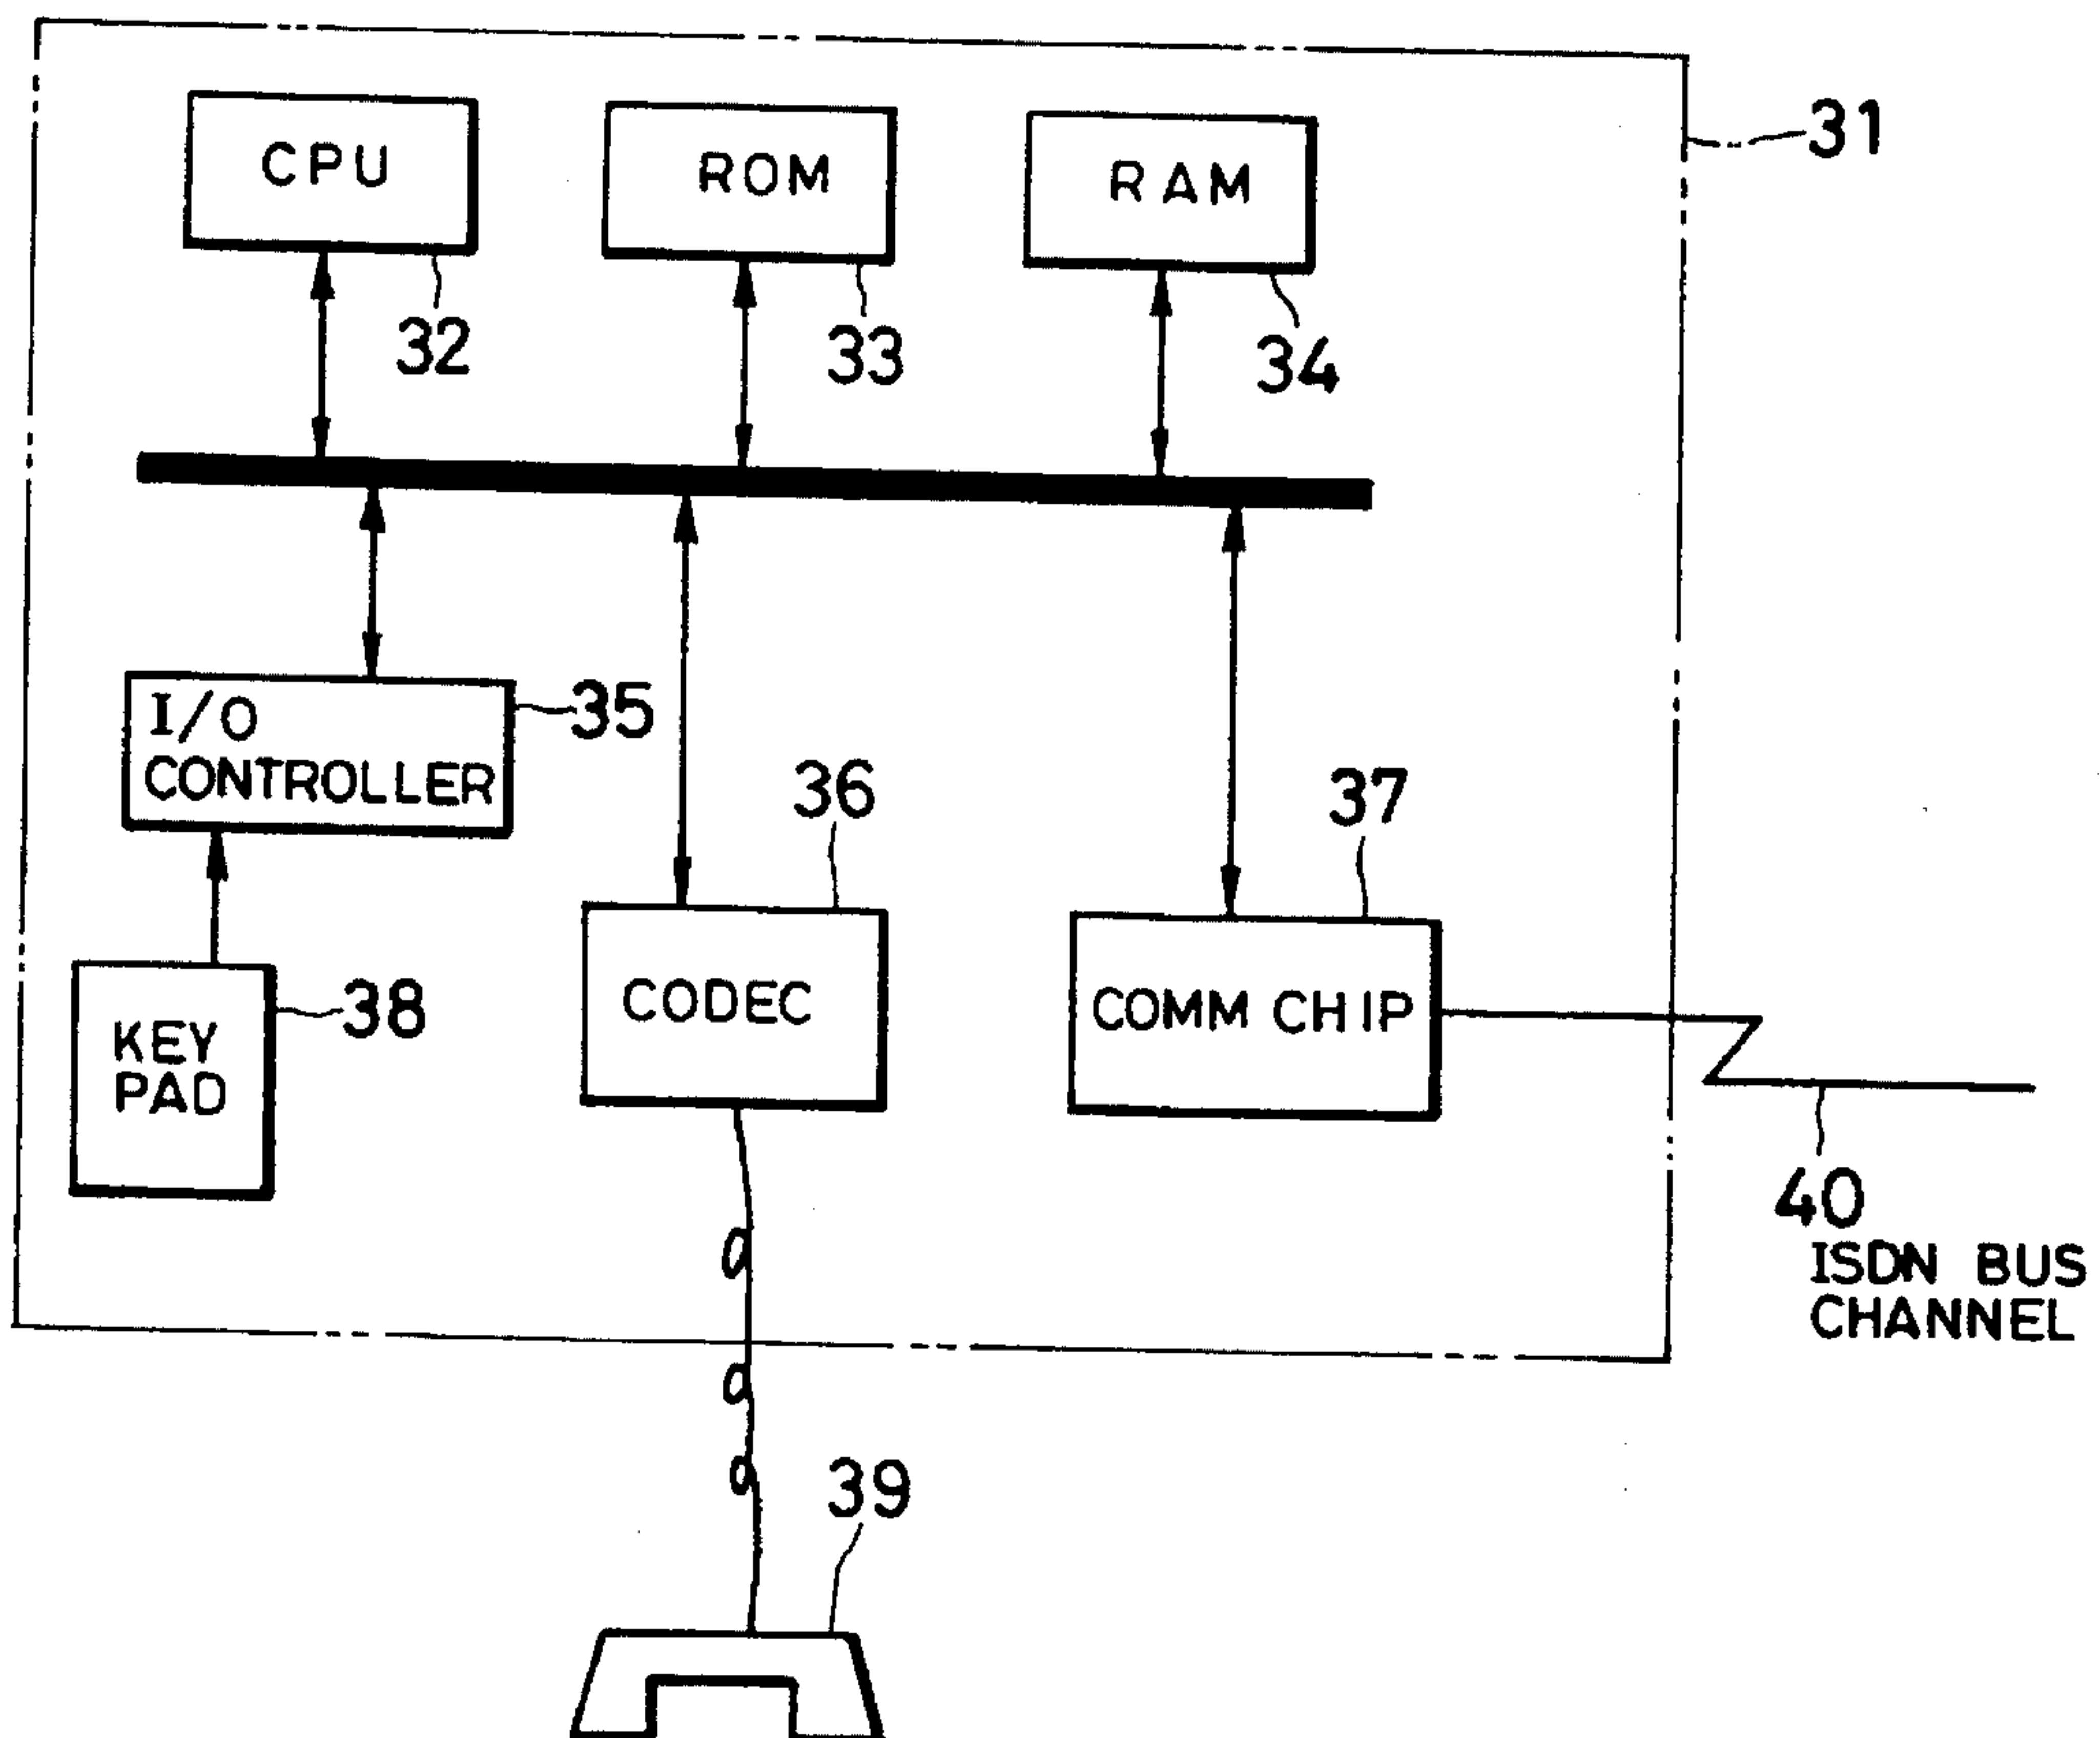 CPU
ROM
RAM
31
32
33
34
I/O
CONTROLLER
35
36
37
KEY
PAD
38
CODEC
COMM CHIP
40
ISDN BUS
CHANNEL
39